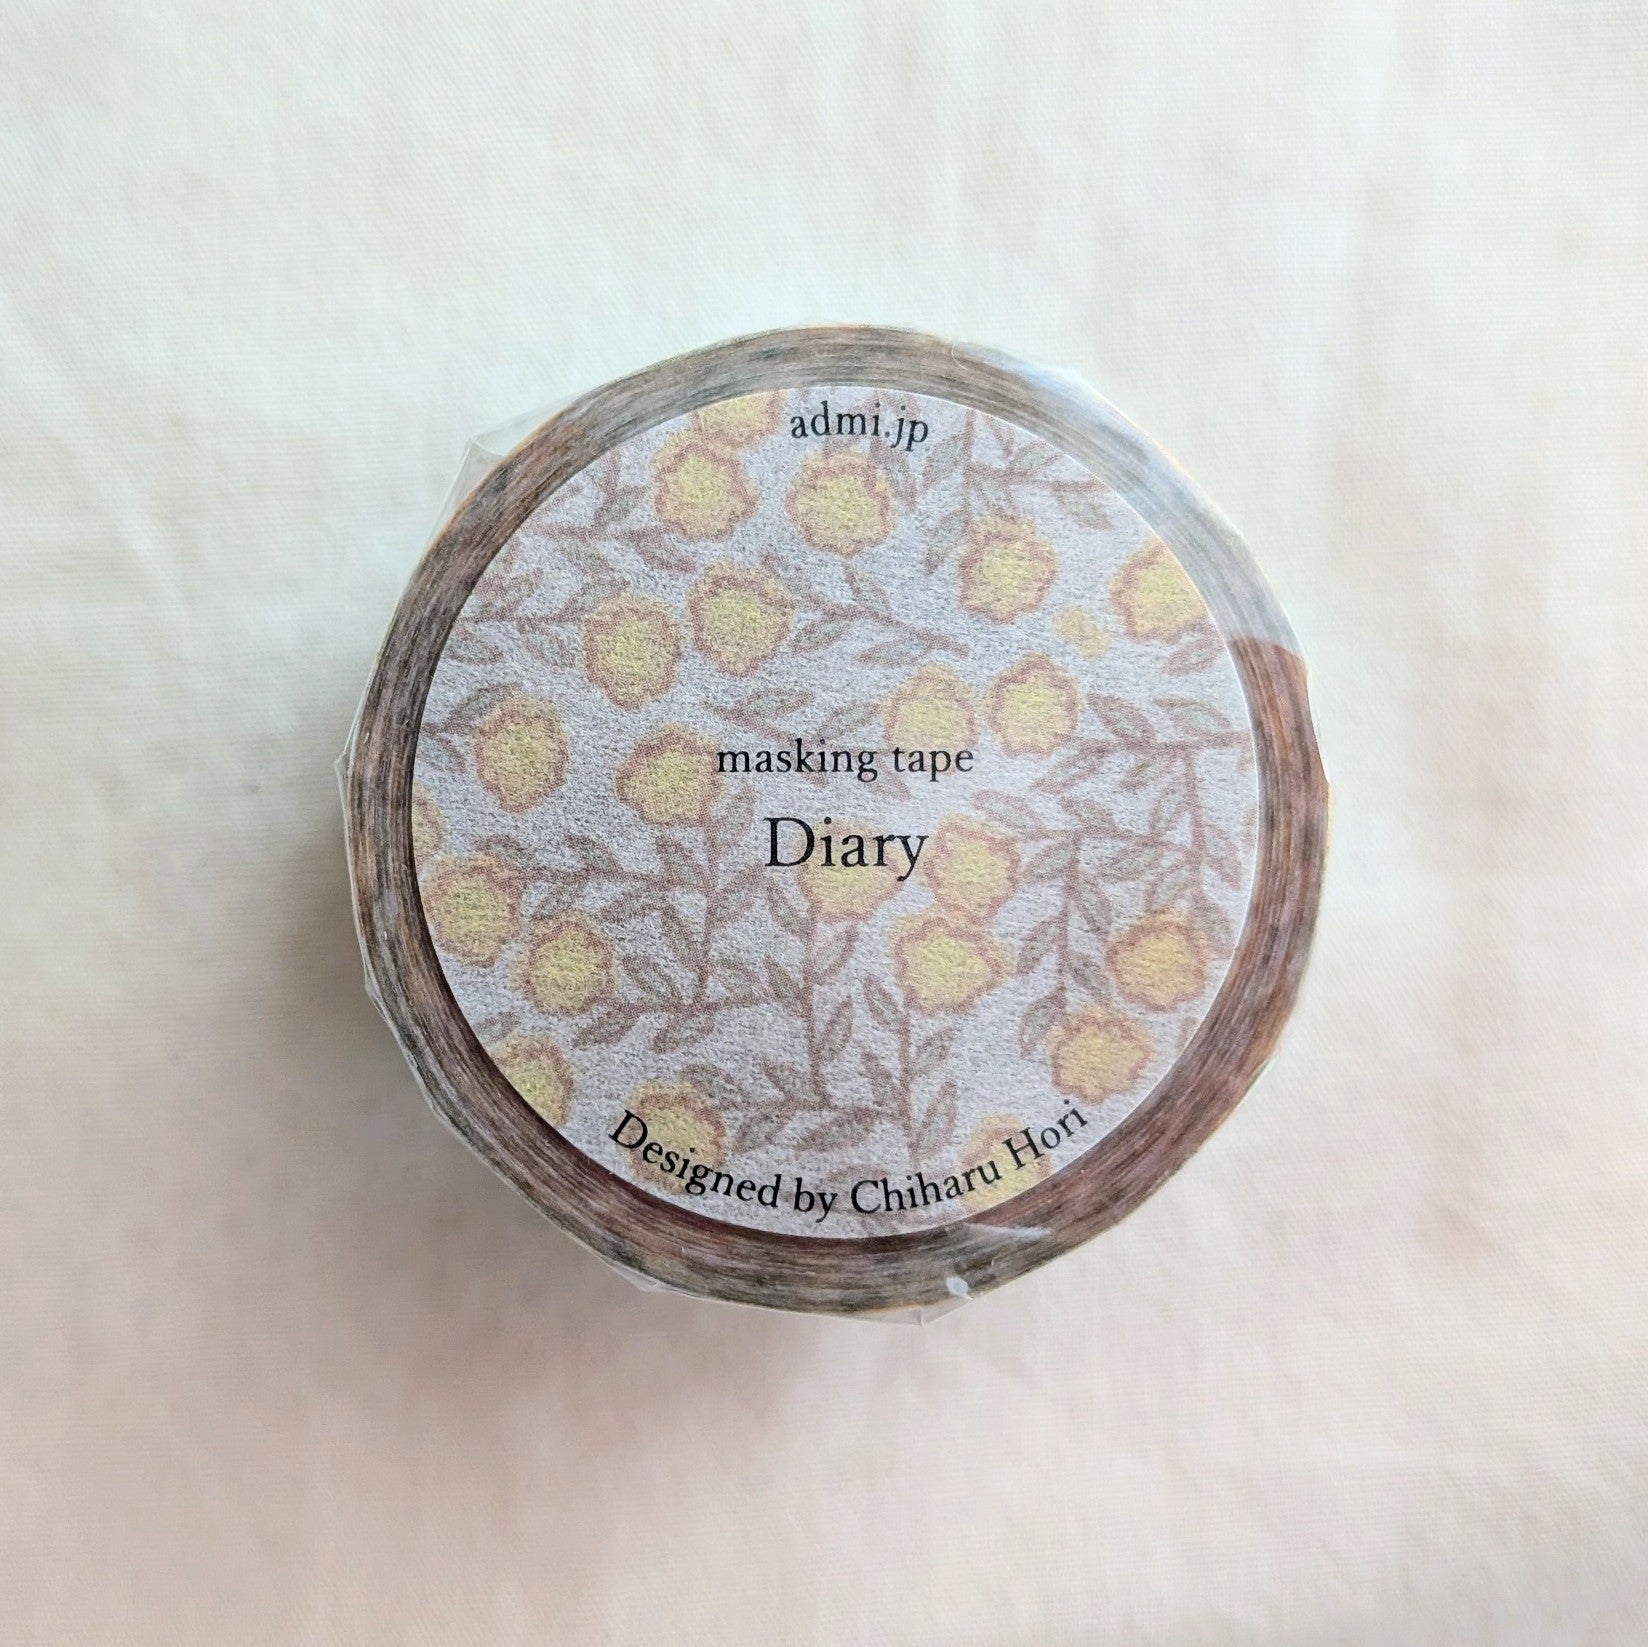 admi.jp
masking tape
Diary
Designed by Chiharu Hori